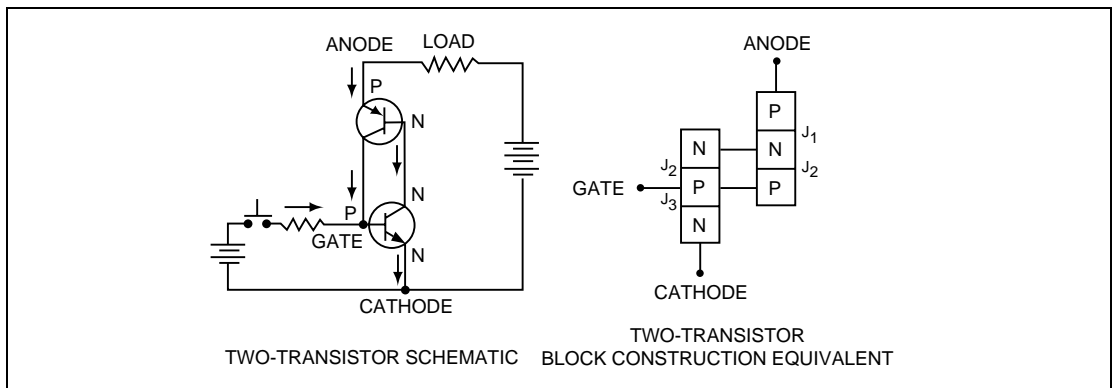 ANODE
LOAD
P
N
N
P
GATE
N
CATHODE
TWO-TRANSISTOR SCHEMATIC
ANODE
P
J1
N
N
J2
J2
GATE
P
P
J3
N
CATHODE
TWO-TRANSISTOR
BLOCK CONSTRUCTION EQUIVALENT